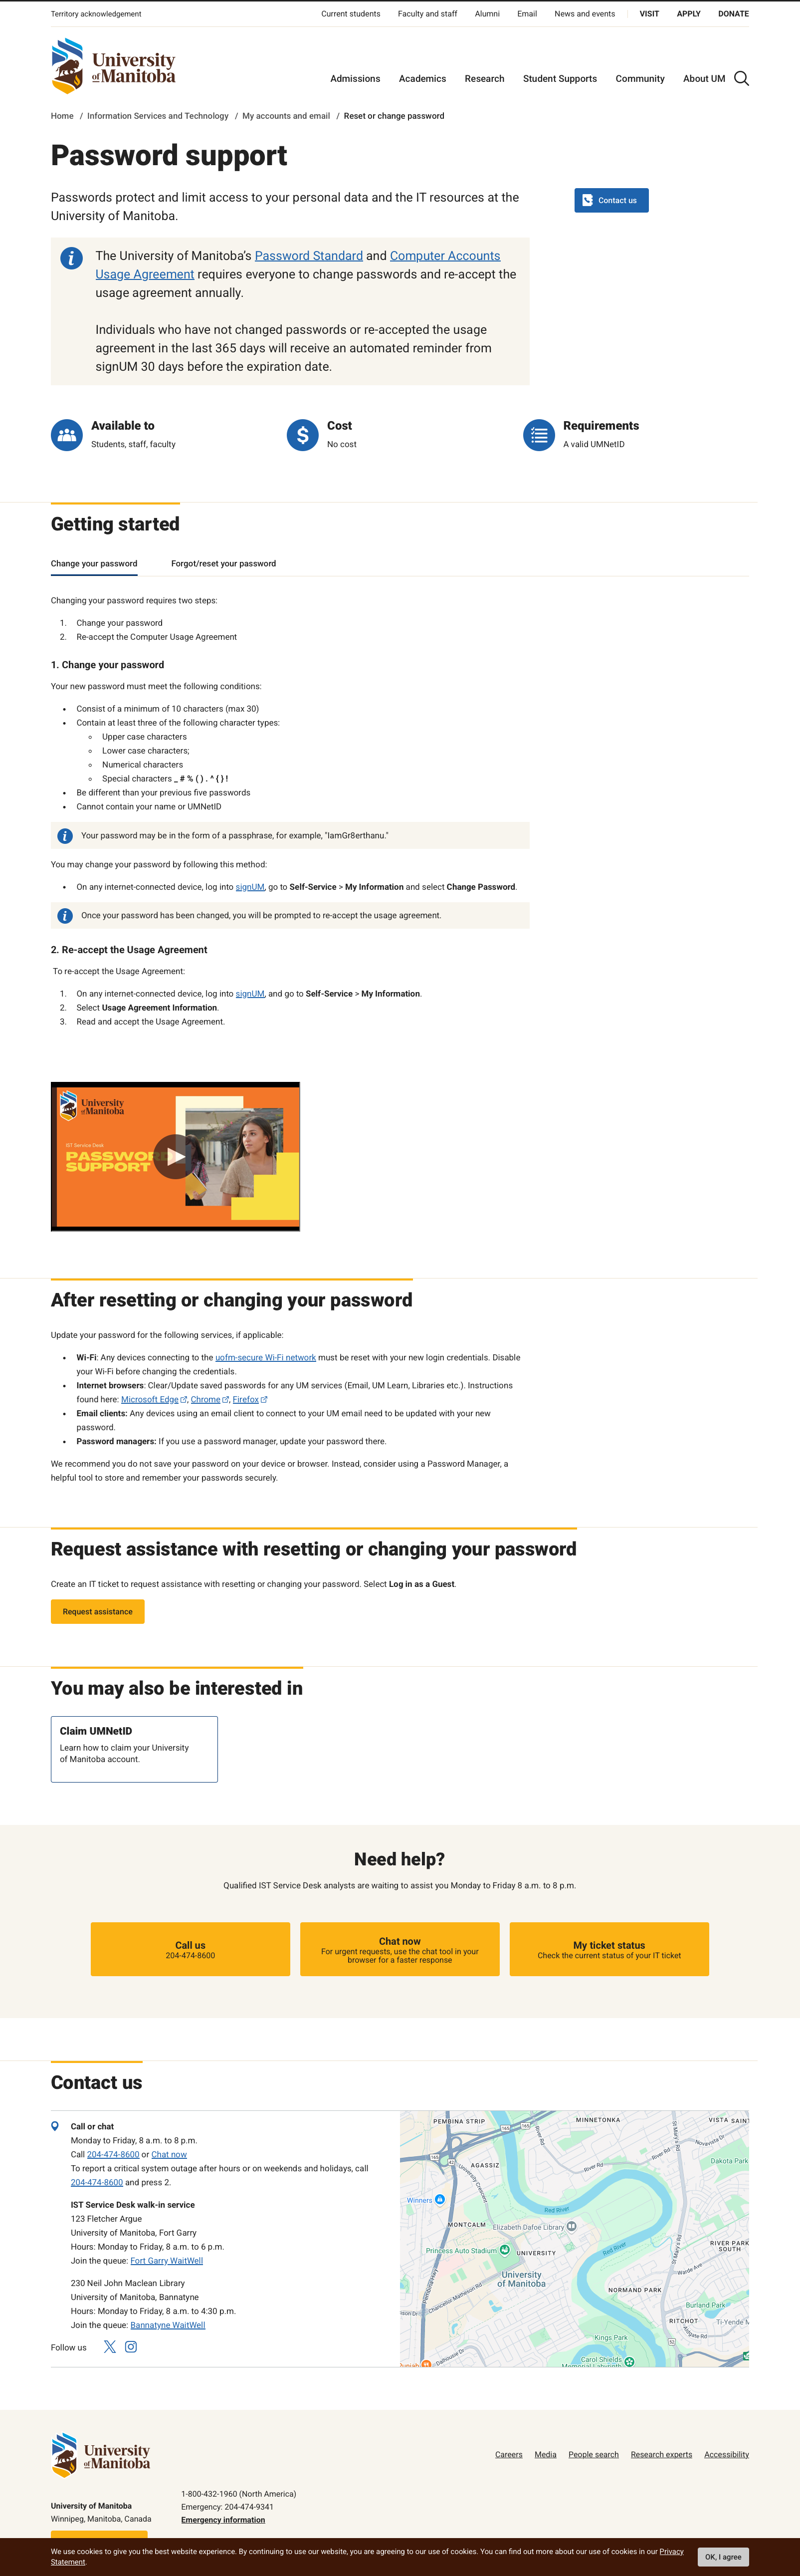 Territory acknowledgement
Current students
Faculty and staff
Alumni
Email
News and events
VISIT
APPLY
DONATE
University
of Manitoba
Admissions
Academics
Research
Student Supports
Community
About UM
Home / Information Services and Technology / My accounts and email / Reset or change password
Password support
Passwords protect and limit access to your personal data and the IT resources at the
University of Manitoba.
Contact us
The University of Manitoba's Password Standard and Computer Accounts
Usage Agreement requires everyone to change passwords and re-accept the
usage agreement annually.
Individuals who have not changed passwords or re-accepted the usage
agreement in the last 365 days will receive an automated reminder from
signUM 30 days before the expiration date.
Available to
Students, staff, faculty
Cost
No cost
Requirements
A valid UMNetID
Getting started
Change your password
Forgot/reset your password
Changing your password requires two steps:
1. Change your password
2. Re-accept the Computer Usage Agreement
1. Change your password
Your new password must meet the following conditions:
• Consist of a minimum of 10 characters (max 30)
• Contain at least three of the following character types:
○ Upper case characters
○ Lower case characters;
○ Numerical characters
○ Special characters _ # % ( ) . ^ { } !
• Be different than your previous five passwords
• Cannot contain your name or UMNetID
Your password may be in the form of a passphrase, for example, "IamGr8erthanu."
You may change your password by following this method:
• On any internet-connected device, log into signUM, go to Self-Service > My Information and select Change Password.
Once your password has been changed, you will be prompted to re-accept the usage agreement.
2. Re-accept the Usage Agreement
To re-accept the Usage Agreement:
1. On any internet-connected device, log into signUM, and go to Self-Service > My Information.
2. Select Usage Agreement Information.
3. Read and accept the Usage Agreement.
University
of Manitoba
IST Service Desk
PASSWORD
SUPPORT
After resetting or changing your password
Update your password for the following services, if applicable:
• Wi-Fi: Any devices connecting to the uofm-secure Wi-Fi network must be reset with your new login credentials. Disable
your Wi-Fi before changing the credentials.
• Internet browsers: Clear/Update saved passwords for any UM services (Email, UM Learn, Libraries etc.). Instructions
found here: Microsoft Edge, Chrome, Firefox
• Email clients: Any devices using an email client to connect to your UM email need to be updated with your new
password.
• Password managers: If you use a password manager, update your password there.
We recommend you do not save your password on your device or browser. Instead, consider using a Password Manager, a
helpful tool to store and remember your passwords securely.
Request assistance with resetting or changing your password
Create an IT ticket to request assistance with resetting or changing your password. Select Log in as a Guest.
Request assistance
You may also be interested in
Claim UMNetID
Learn how to claim your University
of Manitoba account.
Need help?
Qualified IST Service Desk analysts are waiting to assist you Monday to Friday 8 a.m. to 8 p.m.
Call us
204-474-8600
Chat now
For urgent requests, use the chat tool in your
browser for a faster response
My ticket status
Check the current status of your IT ticket
Contact us
Call or chat
Monday to Friday, 8 a.m. to 8 p.m.
Call 204-474-8600 or Chat now
To report a critical system outage after hours or on weekends and holidays, call
204-474-8600 and press 2.
IST Service Desk walk-in service
123 Fletcher Argue
University of Manitoba, Fort Garry
Hours: Monday to Friday, 8 a.m. to 6 p.m.
Join the queue: Fort Garry WaitWell
230 Neil John Maclean Library
University of Manitoba, Bannatyne
Hours: Monday to Friday, 8 a.m. to 4:30 p.m.
Join the queue: Bannatyne WaitWell
Follow us
PEMBINA STRIP
MINNETONKA
VISTA
AGASSIZ
Dakota Park
Winners
Red River
MONTCALM
Elizabeth Dafoe Library
Princess Auto Stadium
UNIVERSITY
Red River
RIVER PARK
SOUTH
University
of Manitoba
NORMAND PARK
Burland Park
RITCHOT
Kings Park
Carol Shields
University
of Manitoba
Careers
Media
People search
Research experts
Accessibility
University of Manitoba
Winnipeg, Manitoba, Canada
1-800-432-1960 (North America)
Emergency: 204-474-9341
Emergency information
We use cookies to give you the best website experience. By continuing to use our website, you are agreeing to our use of cookies. You can find out more about our use of cookies in our Privacy
Statement.
OK, I agree